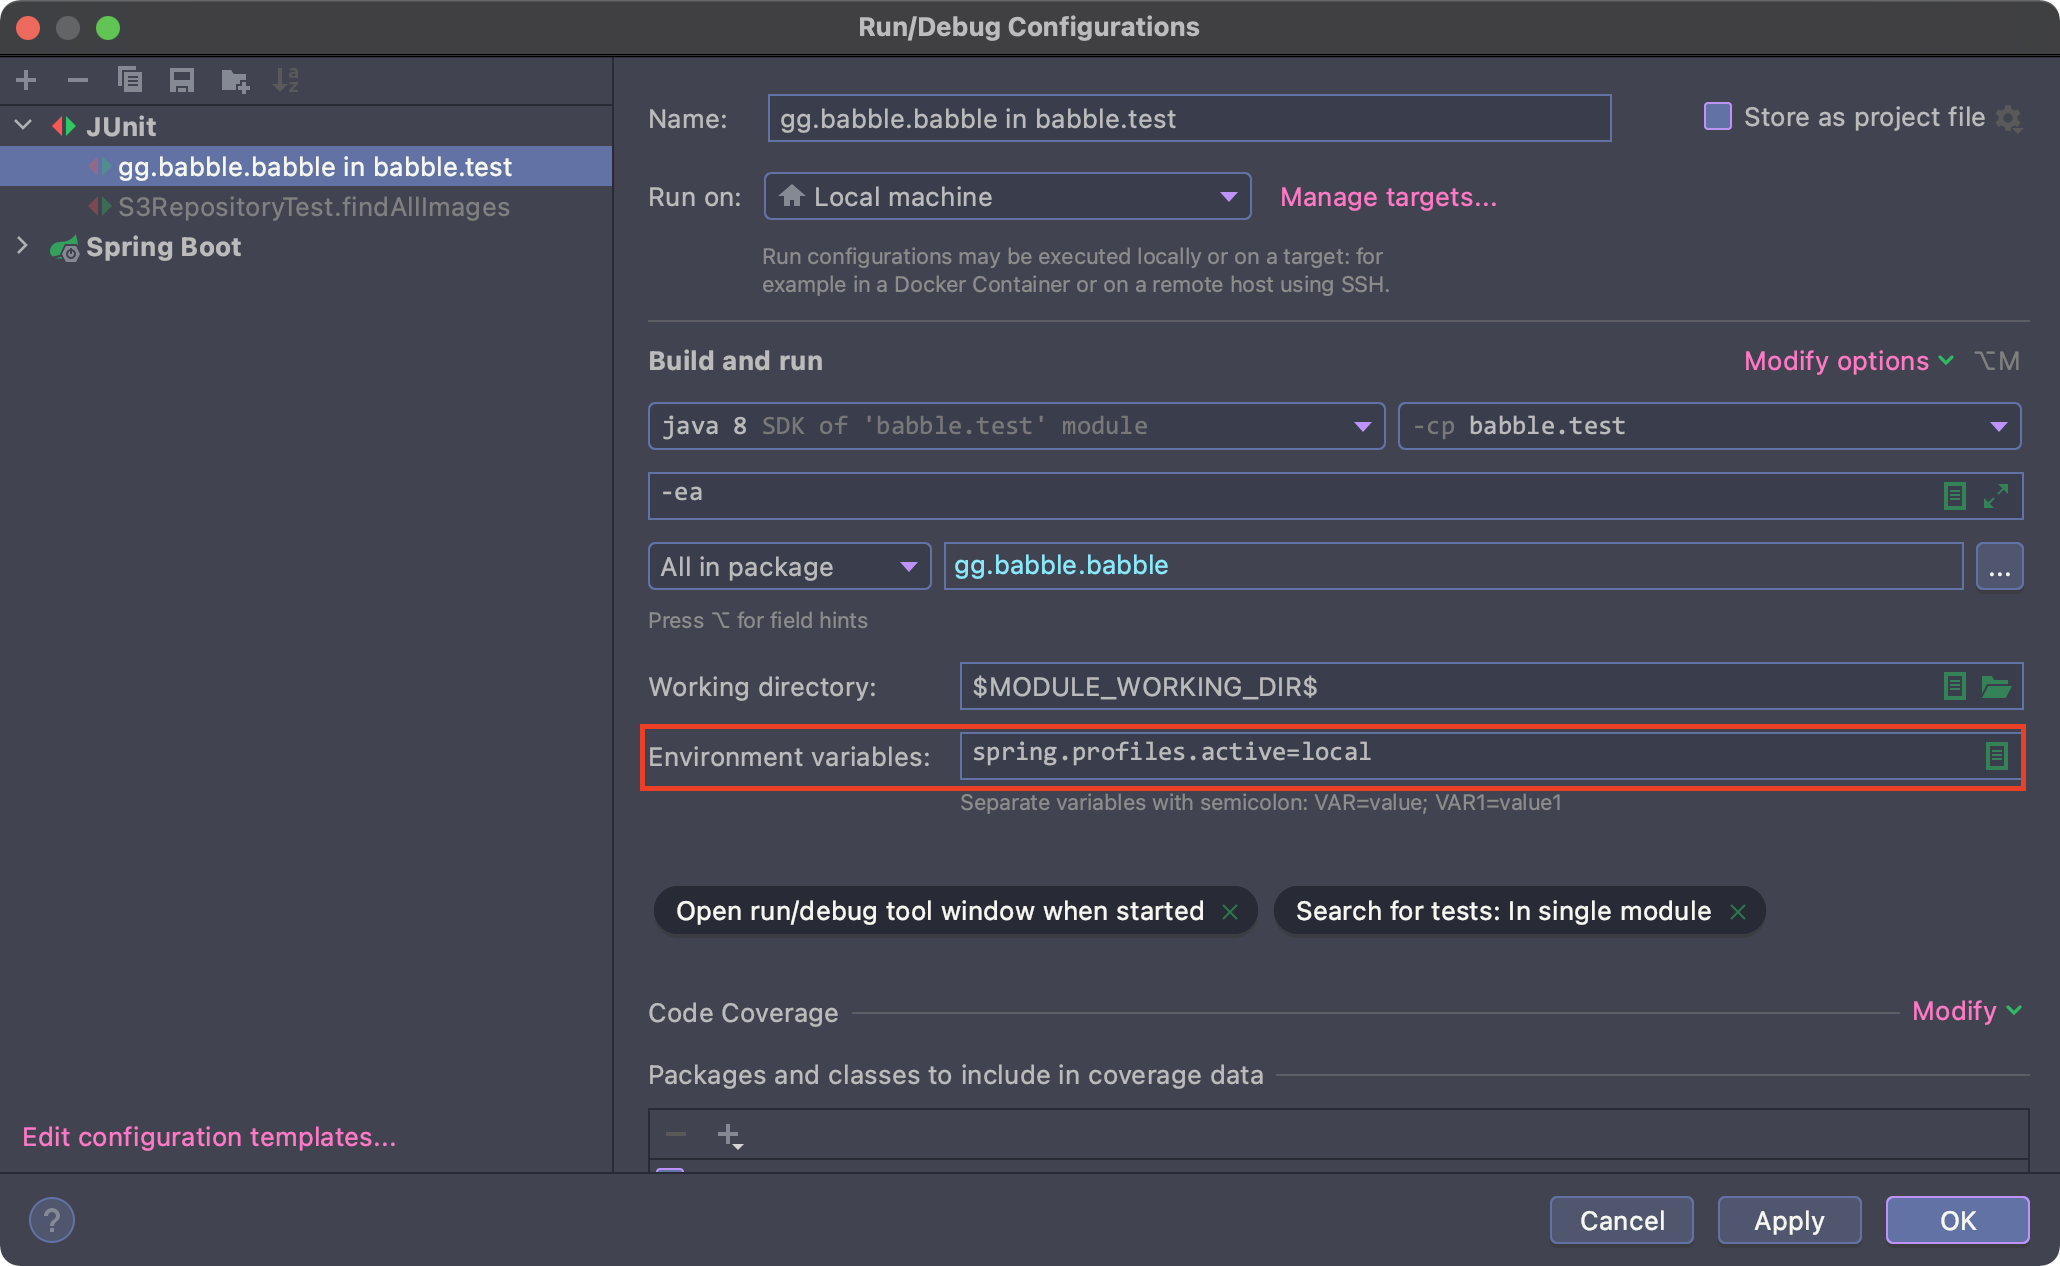 Run/Debug Configurations
JUnit
gg.babble.babble in babble.test
S3RepositoryTest.findAllImages
Spring Boot
Edit configuration templates...
Name: gg.babble.babble in babble.test Store as project file
Run on: Local machine Manage targets...
Run configurations may be executed locally or on a target: for
example in a Docker Container or on a remote host using SSH.
Build and run Modify options ⌥M
java 8 SDK of 'babble.test' module -cp babble.test
-ea
All in package gg.babble.babble ...
Press ⌥ for field hints
Working directory: $MODULE_WORKING_DIR$
Environment variables: spring.profiles.active=local
Separate variables with semicolon: VAR=value; VAR1=value1
Open run/debug tool window when started × Search for tests: In single module ×
Code Coverage Modify
Packages and classes to include in coverage data
? Cancel Apply OK